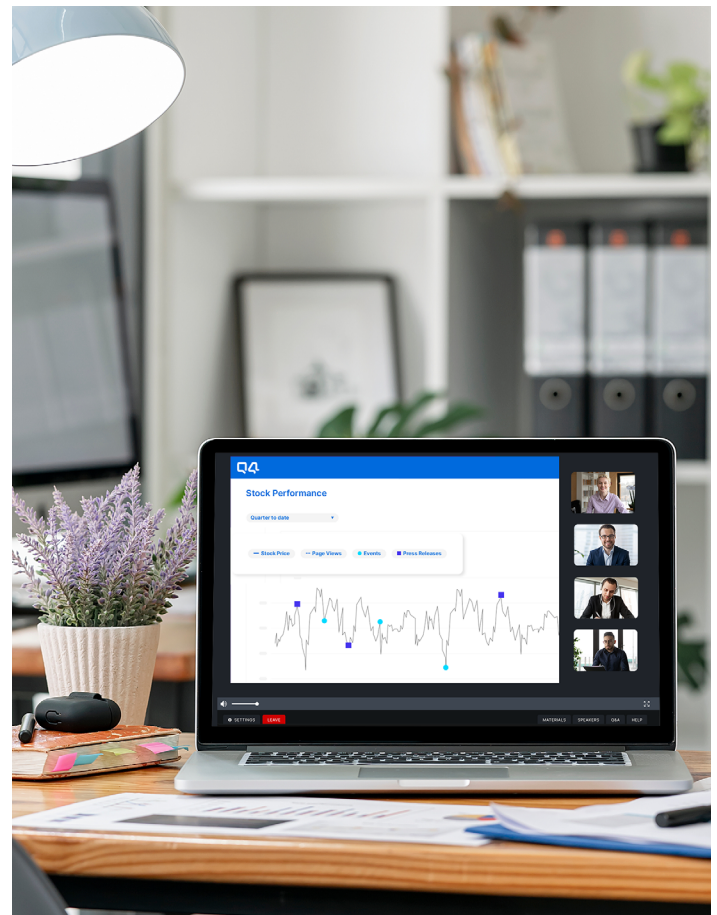 Q4
Stock Performance
Quarter to date
Stock Price Page Views Events Press Releases
SETTINGS LEAVE MATERIALS SPEAKERS Q&A HELP